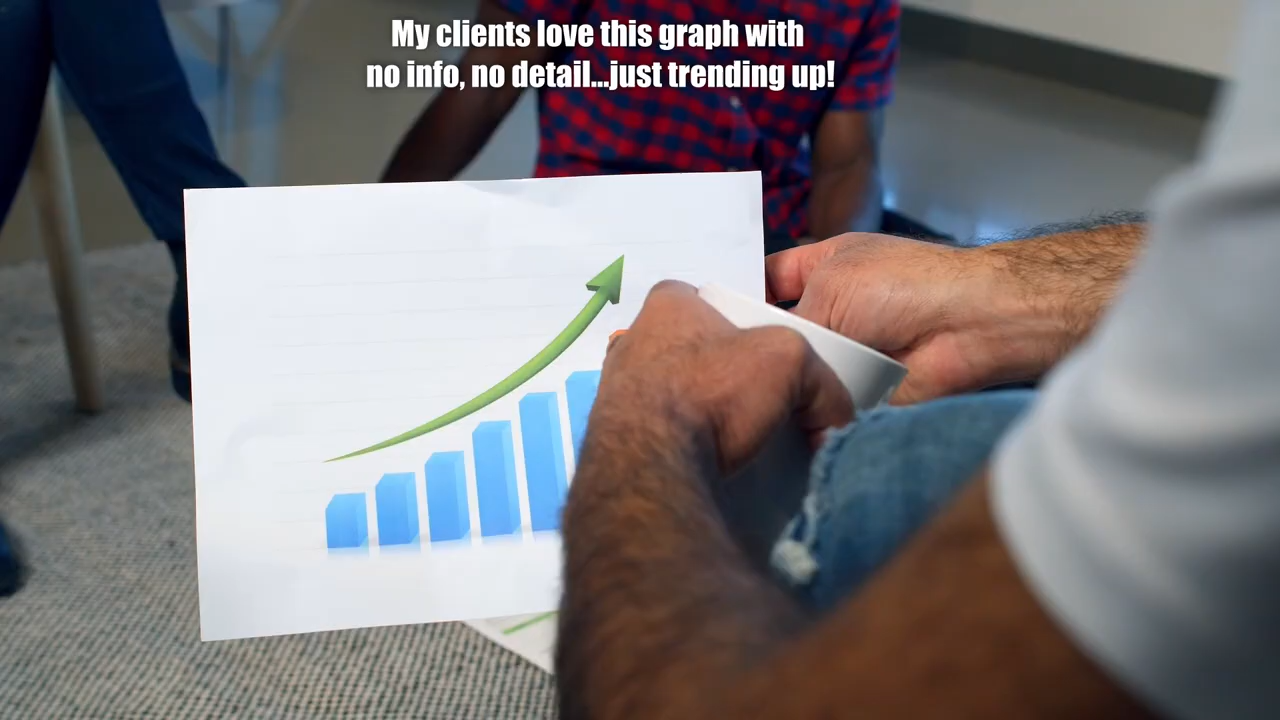 My clients love this graph with
no info, no detail...just trending up!